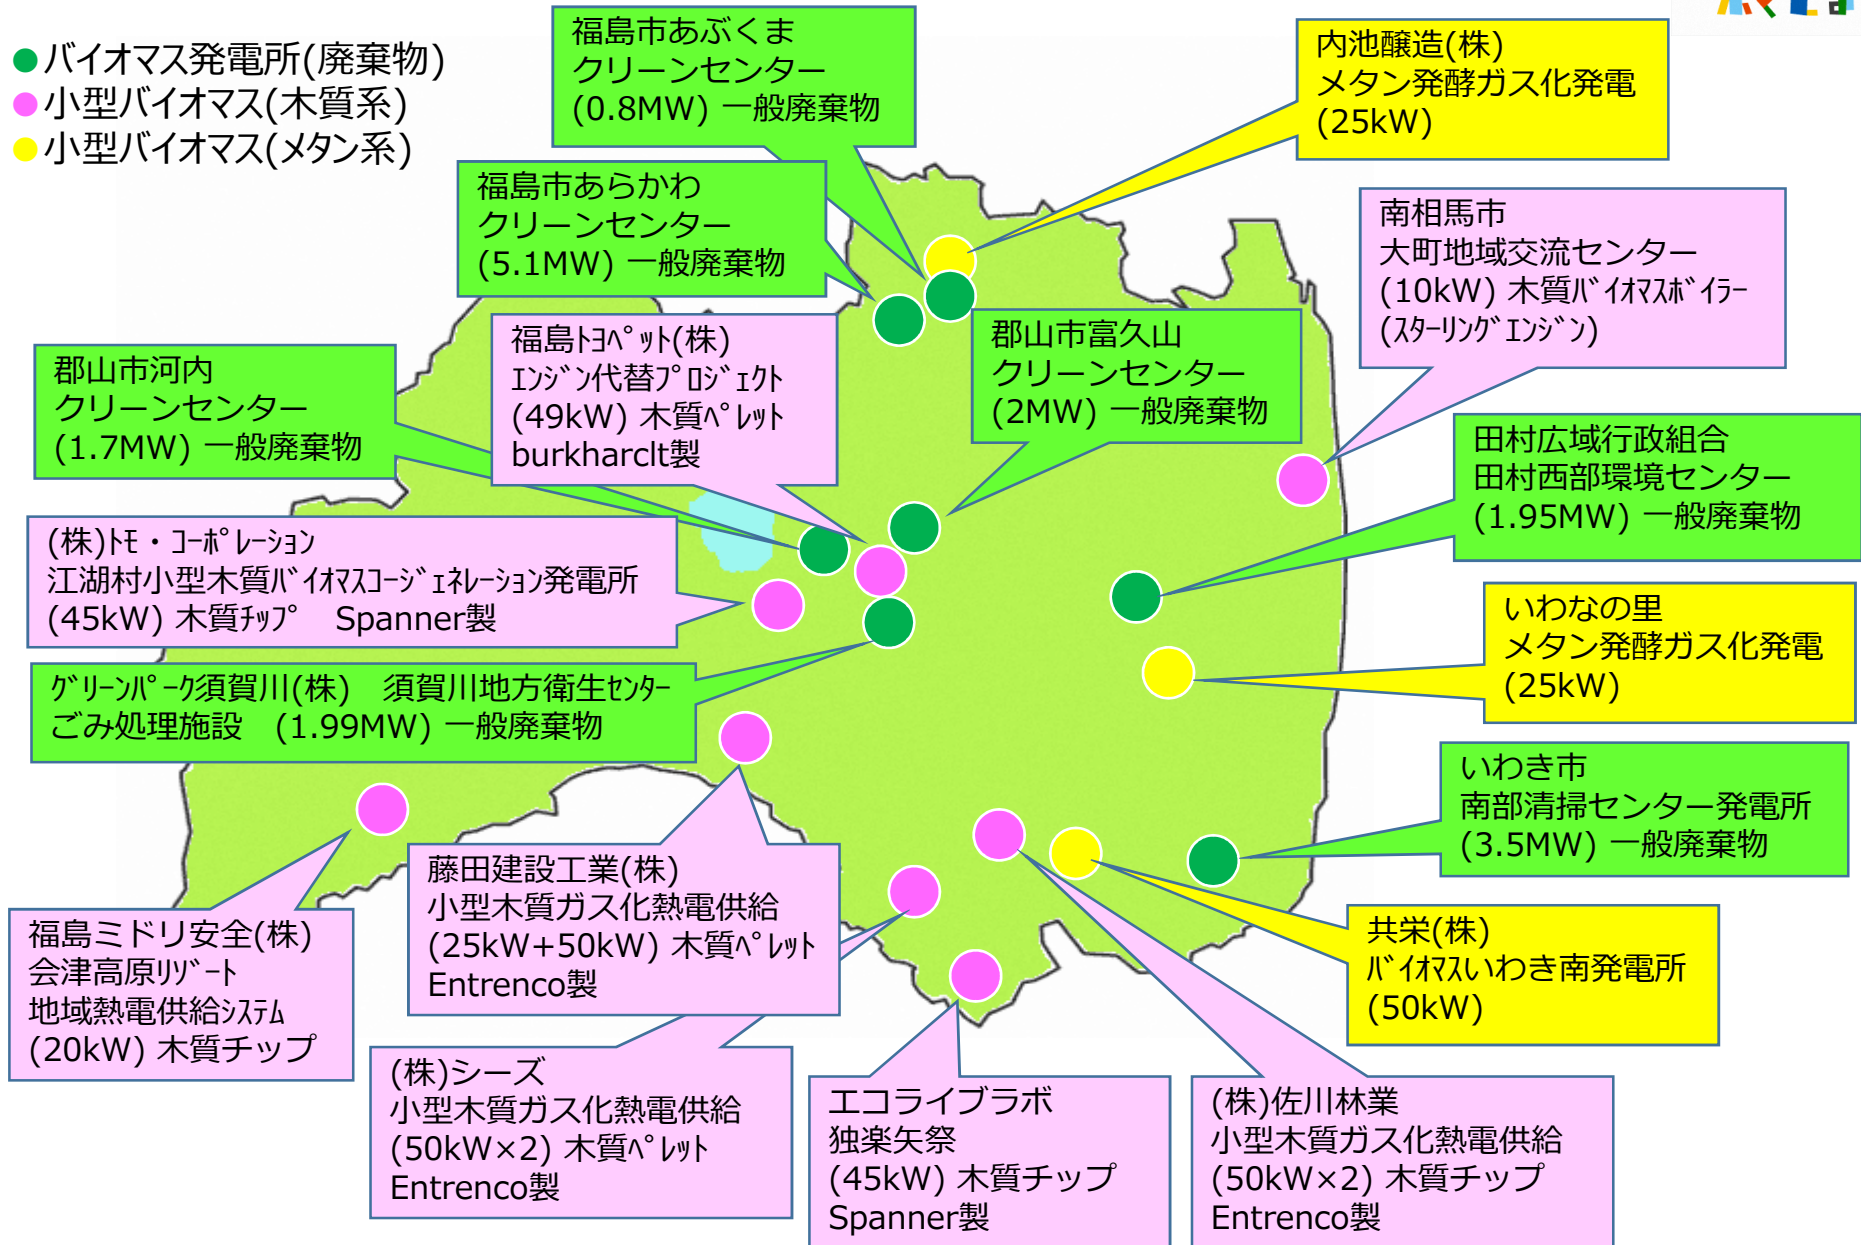 ●バイオマス発電所(廃棄物)
●小型バイオマス(木質系)
●小型バイオマス(メタン系)
福島市あぶくま
クリーンセンター
(0.8MW) 一般廃棄物
内池醸造(株)
メタン発酵ガス化発電
(25kW)
福島市あらかわ
クリーンセンター
(5.1MW) 一般廃棄物
南相馬市
大町地域交流センター
(10kW) 木質ﾊﾞｲｵﾏｽﾎﾞｲﾗｰ
(ｽﾀｰﾘﾝｸﾞｴﾝｼﾞﾝ)
福島ﾄﾖﾍﾟｯﾄ(株)
ｴﾝｼﾞﾝ代替ﾌﾟﾛｼﾞｪｸﾄ
(49kW) 木質ﾍﾟﾚｯﾄ
burkharclt製
郡山市富久山
クリーンセンター
(2MW) 一般廃棄物
郡山市河内
クリーンセンター
(1.7MW) 一般廃棄物
田村広域行政組合
田村西部環境センター
(1.95MW) 一般廃棄物
(株)ﾄﾓ・ｺｰﾎﾟﾚｰｼｮﾝ
江湖村小型木質ﾊﾞｲｵﾏｽｺｰｼﾞｪﾈﾚｰｼｮﾝ発電所
(45kW) 木質ﾁｯﾌﾟ　Spanner製
いわなの里
メタン発酵ガス化発電
(25kW)
ｸﾞﾘｰﾝﾊﾟｰｸ須賀川(株)　須賀川地方衛生ｾﾝﾀｰ
ごみ処理施設　(1.99MW) 一般廃棄物
いわき市
南部清掃センター発電所
(3.5MW) 一般廃棄物
藤田建設工業(株)
小型木質ガス化熱電供給
(25kW+50kW) 木質ﾍﾟﾚｯﾄ
Entrenco製
福島ミドリ安全(株)
会津高原ﾘｿﾞｰﾄ
地域熱電供給ｼｽﾃﾑ
(20kW) 木質チップ
共栄(株)
ﾊﾞｲｵﾏｽいわき南発電所
(50kW)
(株)シーズ
小型木質ガス化熱電供給
(50kW×2) 木質ﾍﾟﾚｯﾄ
Entrenco製
エコライブラボ
独楽矢祭
(45kW) 木質チップ
Spanner製
(株)佐川林業
小型木質ガス化熱電供給
(50kW×2) 木質チップ
Entrenco製